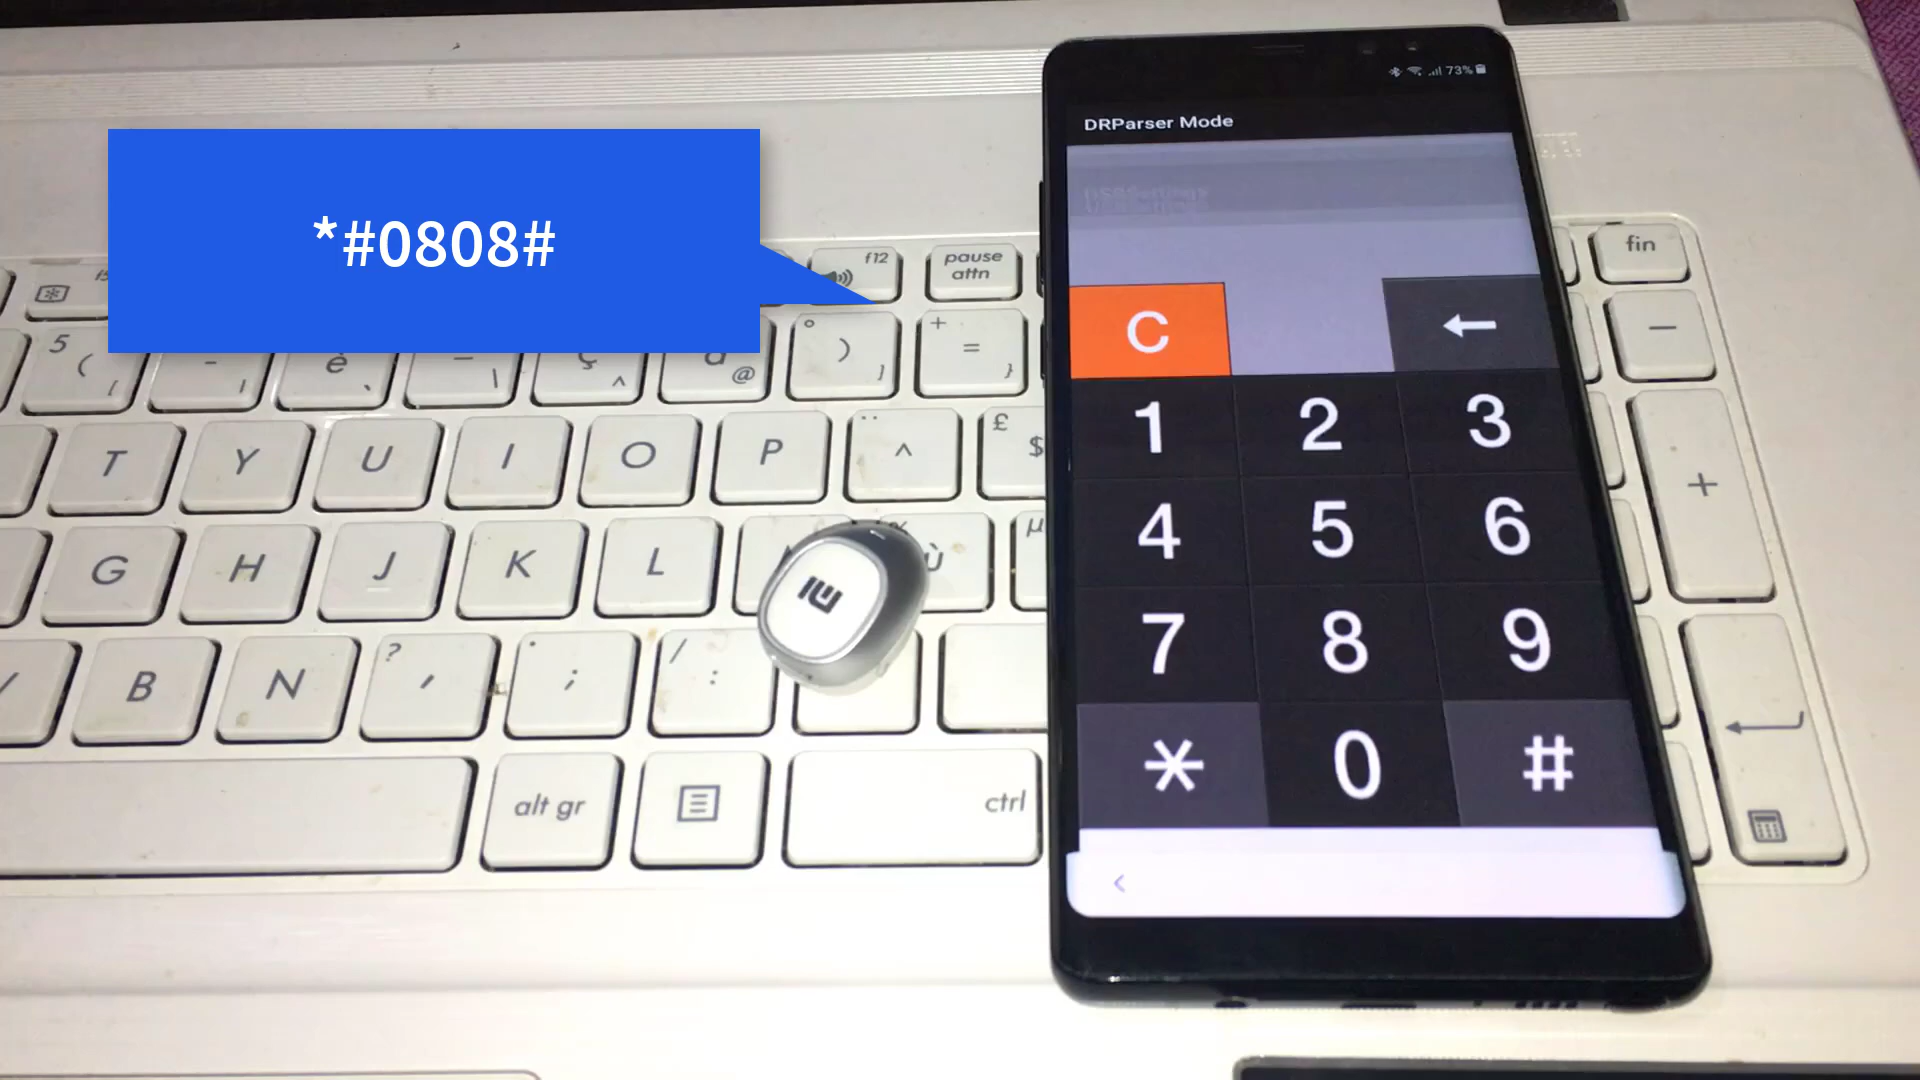 *#0808#
73%
DRParser Mode
C ←
1 2 3
4 5 6
7 8 9
* 0 #
<
f12
pause
attn
fin
5 ( [
- |
è `
_ \
ç ^
@
° ) ]
+ = }
−
T Y U I O P ¨ ^ £ $
+
G H J K L ù µ
B N ? , . ; / :
alt gr
ctrl